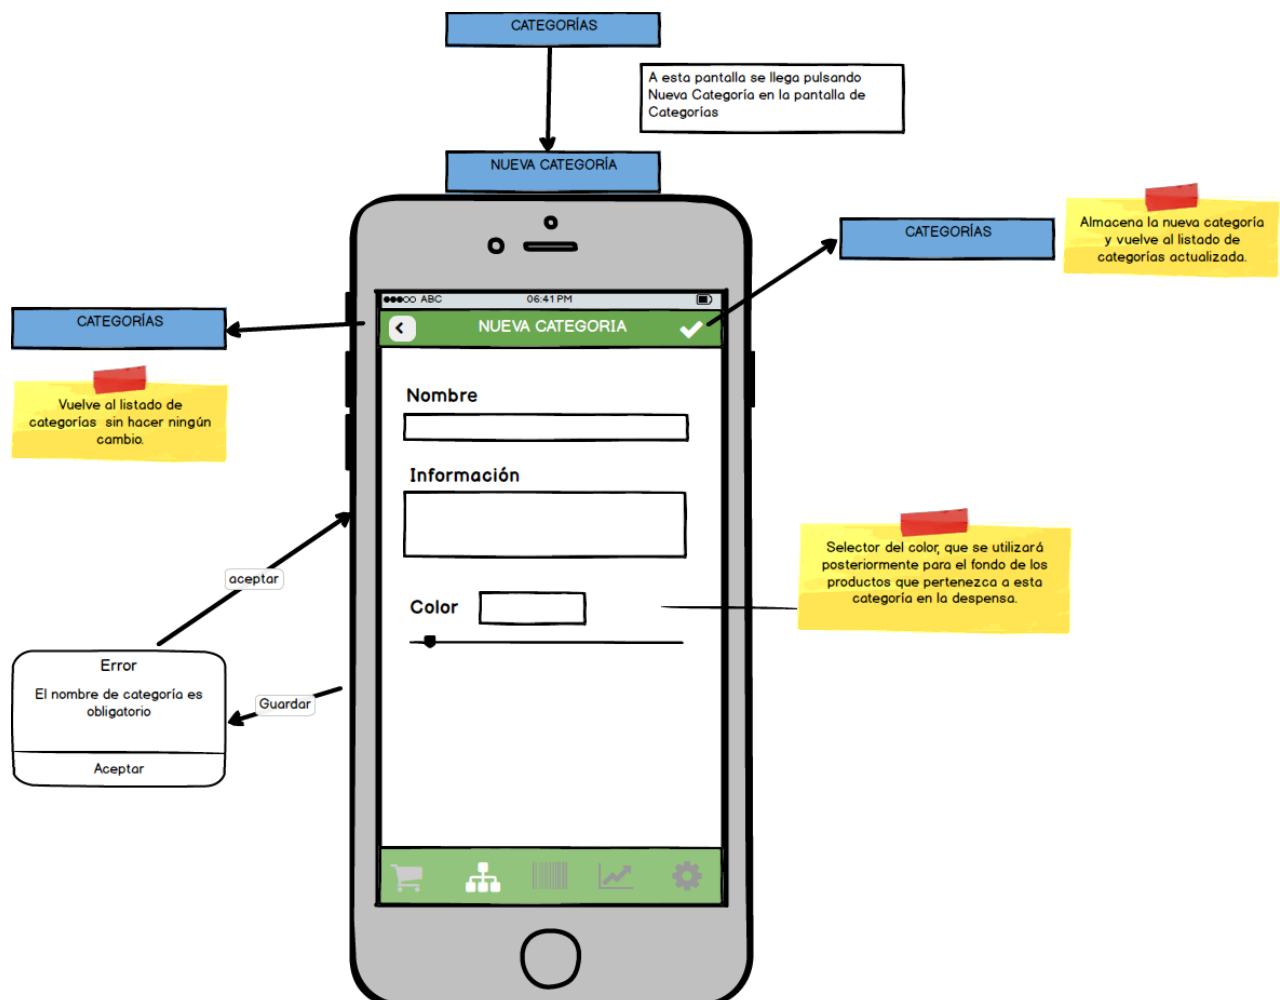 CATEGORÍAS
A esta pantalla se llega pulsando
Nueva Categoría en la pantalla de
Categorías
NUEVA CATEGORÍA
CATEGORÍAS
Almacena la nueva categoría
y vuelve al listado de
categorías actualizada.
ABC
06:41 PM
CATEGORÍAS
NUEVA CATEGORIA
Vuelve al listado de
categorías sin hacer ningún
cambio.
Nombre
Información
Selector del color, que se utilizará
posteriormente para el fondo de los
productos que pertenezca a esta
categoría en la despensa.
aceptar
Color
Error
El nombre de categoría es
obligatorio
Aceptar
Guardar